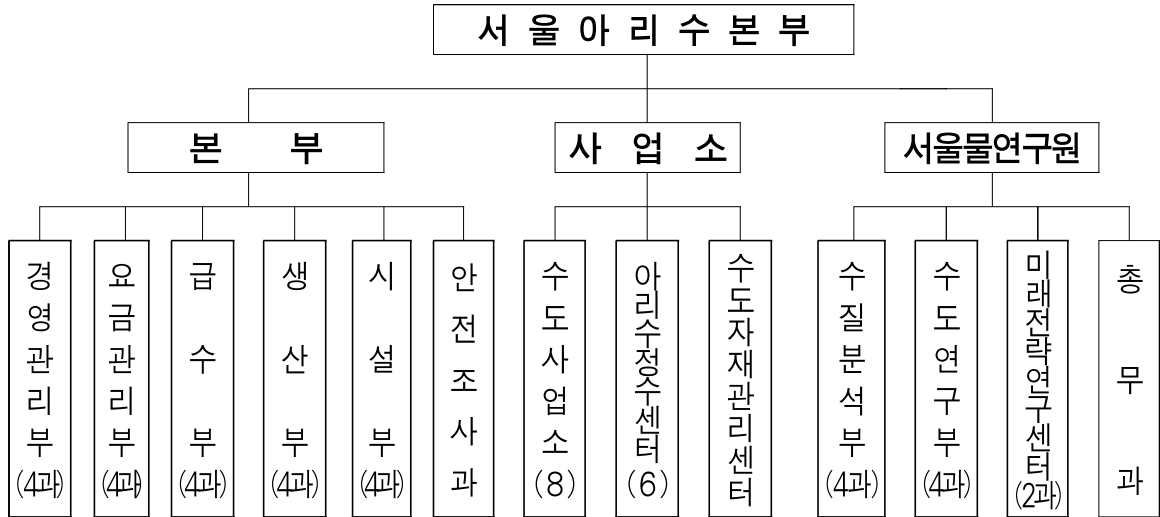 서울아리수본부
본 부
사 업 소
서울물연구원
경영관리부
(4과)
요금관리부
(4과)
급수부
(4과)
생산부
(4과)
시설부
(4과)
안전조사과
수도사업소
(8)
아리수정수센터
(6)
수도자재관리센터
수질분석부
(4과)
수도연구부
(4과)
미래전략연구센터
(2과)
총무과